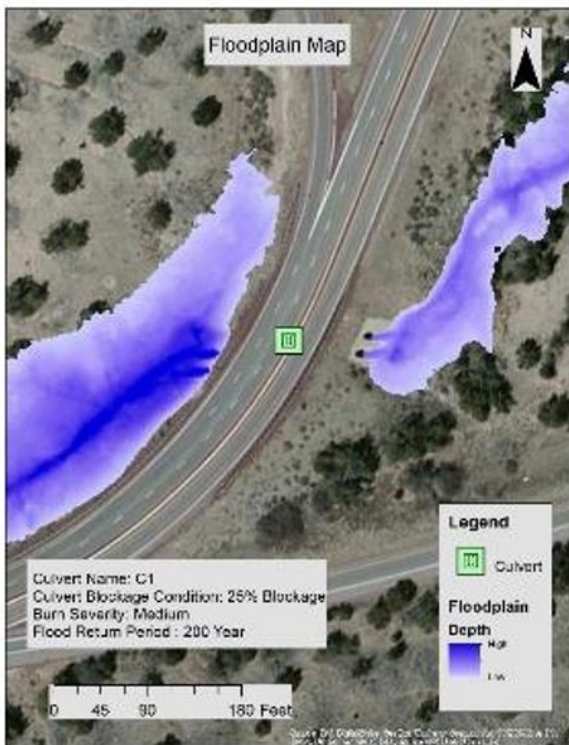 Floodplain Map
N
Legend
Culvert
Floodplain
Depth
High
Low
Culvert Name: C1
Culvert Blockage Condition: 25% Blockage
Burn Severity: Medium
Flood Return Period : 200 Year
0 45 90 180 Feet